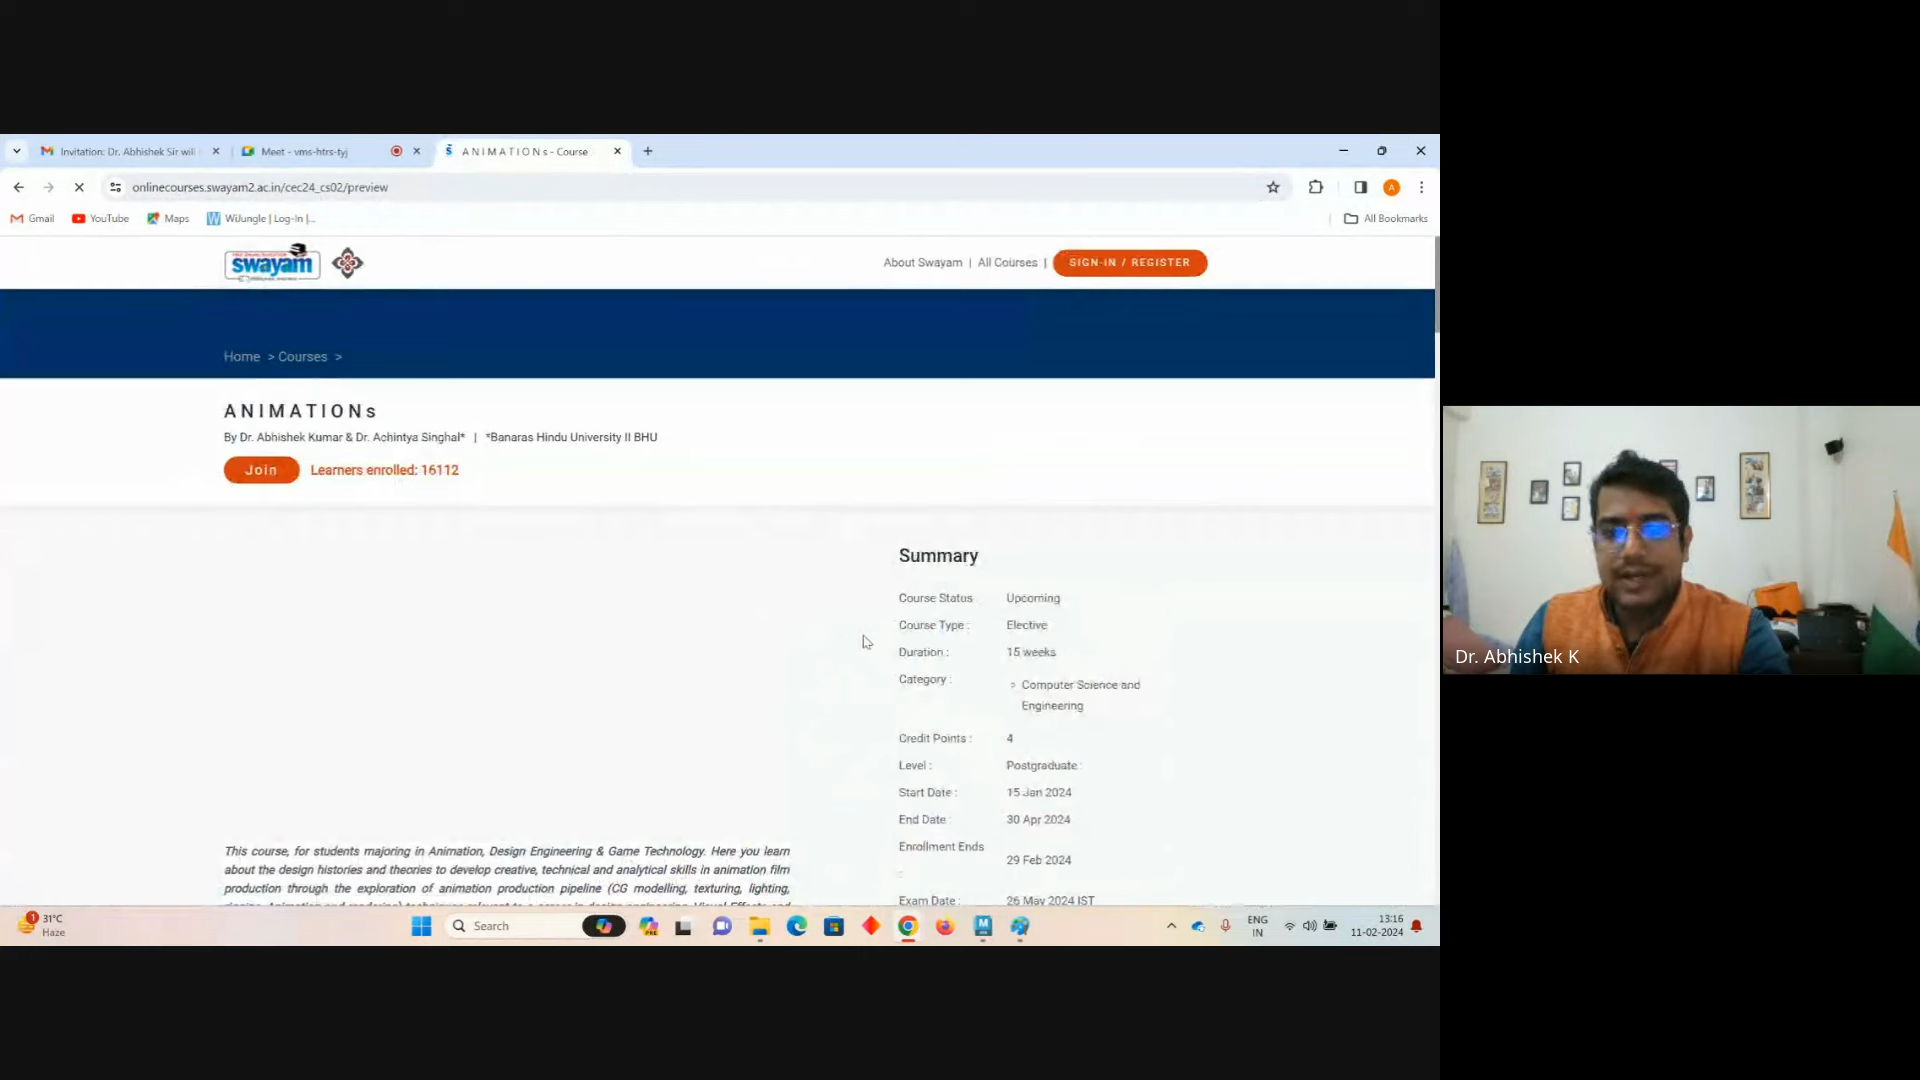 Invitation: Dr. Abhishek Sir will
Meet - vms-htrs-tyj
A N I M A T I O N s - Course
onlinecourses.swayam2.ac.in/cec24_cs02/preview
A
Gmail
YouTube
Maps
WiJungle | Log-In |...
All Bookmarks
swayam
About Swayam | All Courses |
SIGN-IN / REGISTER
Home > Courses >
A N I M A T I O N s
By Dr. Abhishek Kumar & Dr. Achintya Singhal* | *Banaras Hindu University II BHU
Join
Learners enrolled: 16112
Summary
Course Status Upcoming
Course Type : Elective
Duration : 15 weeks
Category : Computer Science and
Engineering
Credit Points : 4
Level : Postgraduate
Start Date : 15 Jan 2024
End Date : 30 Apr 2024
Enrollment Ends
: 29 Feb 2024
Exam Date : 26 May 2024 IST
This course, for students majoring in Animation, Design Engineering & Game Technology. Here you learn
about the design histories and theories to develop creative, technical and analytical skills in animation film
production through the exploration of animation production pipeline (CG modelling, texturing, lighting,
Dr. Abhishek K
1
31°C
Haze
Search
ENG
IN
13:16
11-02-2024